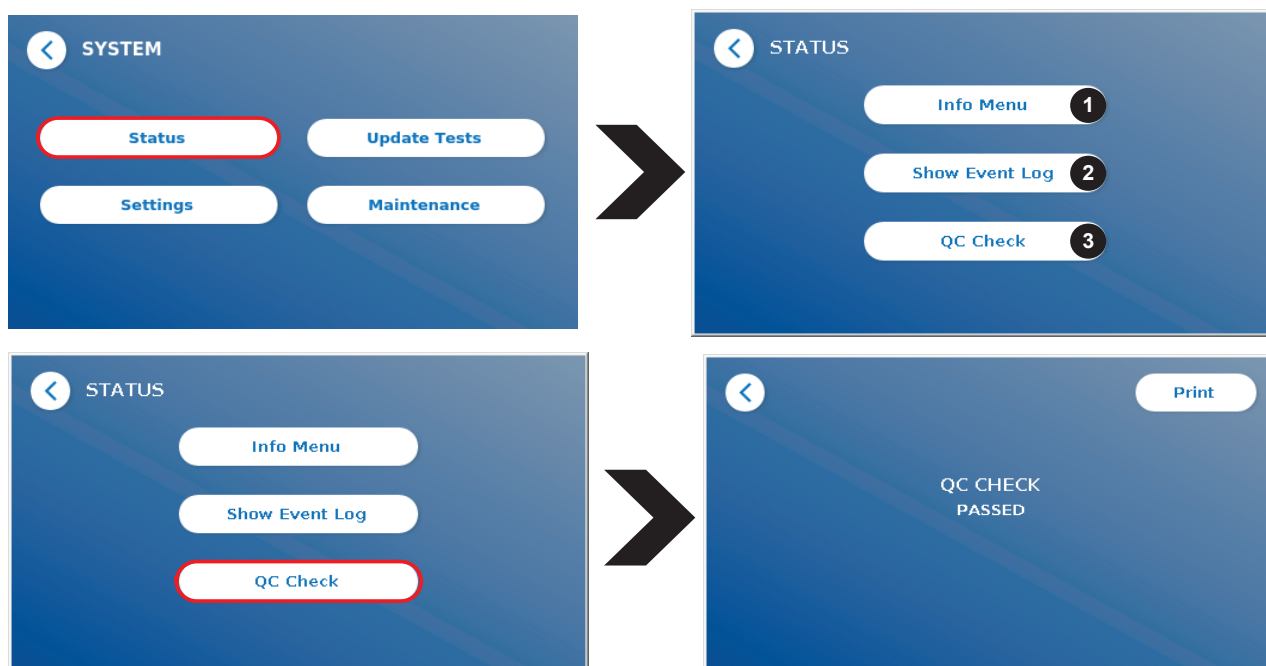 SYSTEM
Status
Update Tests
Settings
Maintenance
STATUS
Info Menu 1
Show Event Log 2
QC Check 3
STATUS
Info Menu
Show Event Log
QC Check
Print
QC CHECK
PASSED